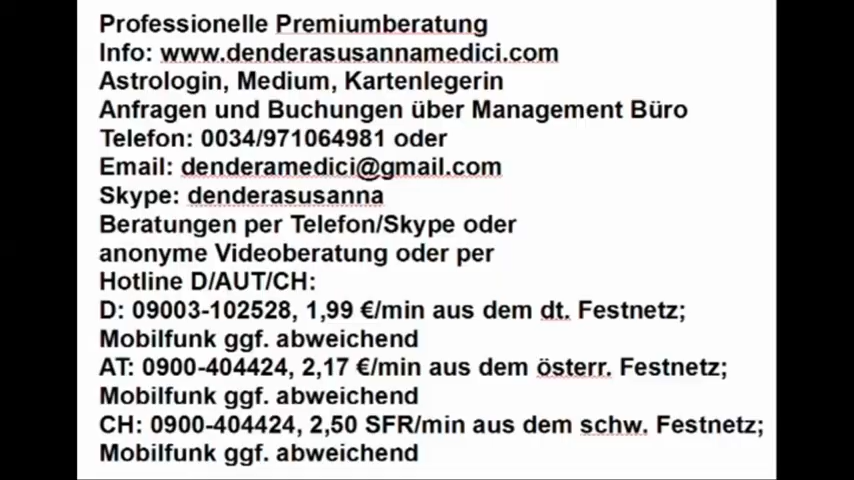 Professionelle Premiumberatung
Info: www.denderasusannamedici.com
Astrologin, Medium, Kartenlegerin
Anfragen und Buchungen über Management Büro
Telefon: 0034/971064981 oder
Email: denderamedici@gmail.com
Skype: denderasusanna
Beratungen per Telefon/Skype oder
anonyme Videoberatung oder per
Hotline D/AUT/CH:
D: 09003-102528, 1,99 €/min aus dem dt. Festnetz;
Mobilfunk ggf. abweichend
AT: 0900-404424, 2,17 €/min aus dem österr. Festnetz;
Mobilfunk ggf. abweichend
CH: 0900-404424, 2,50 SFR/min aus dem schw. Festnetz;
Mobilfunk ggf. abweichend